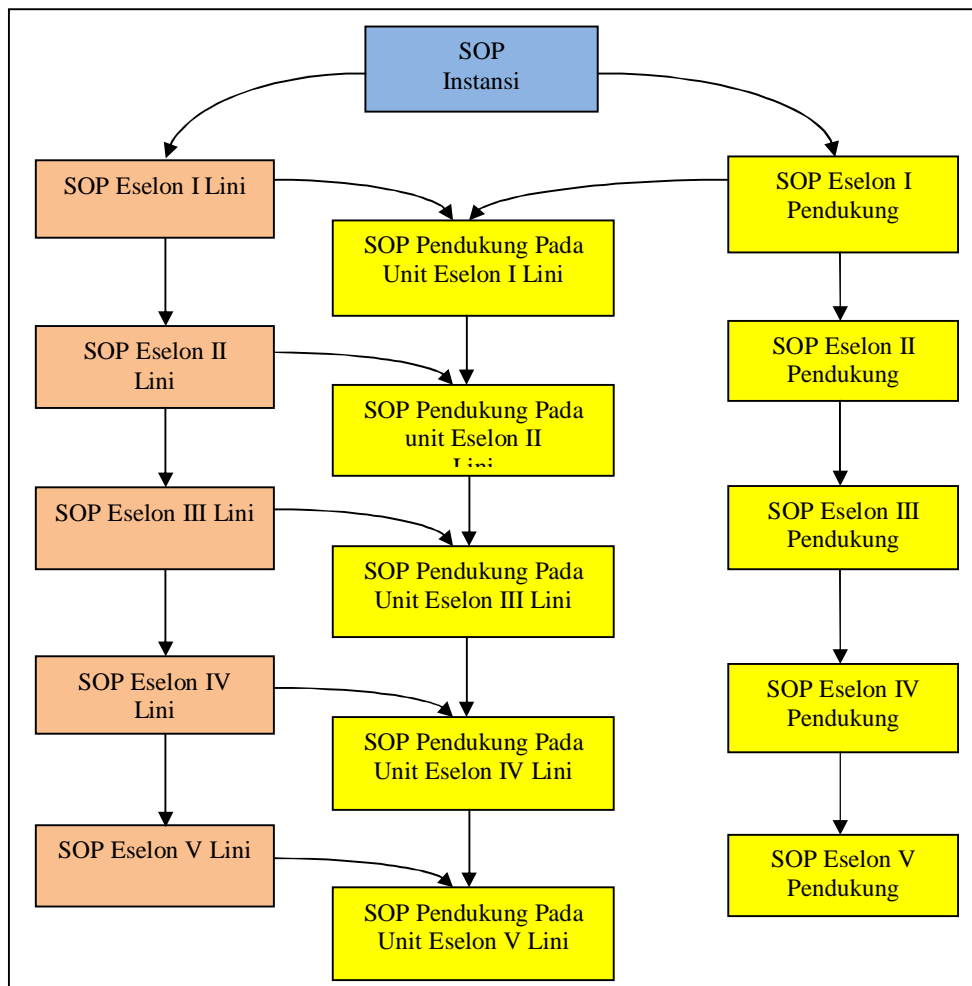 SOP
Instansi
SOP Eselon I Lini
SOP Eselon I
Pendukung
SOP Pendukung Pada
Unit Eselon I Lini
SOP Eselon II
Lini
SOP Eselon II
Pendukung
SOP Pendukung Pada
unit Eselon II
Lini
SOP Eselon III Lini
SOP Eselon III
Pendukung
SOP Pendukung Pada
Unit Eselon III Lini
SOP Eselon IV
Lini
SOP Eselon IV
Pendukung
SOP Pendukung Pada
Unit Eselon IV Lini
SOP Eselon V Lini
SOP Eselon V
Pendukung
SOP Pendukung Pada
Unit Eselon V Lini